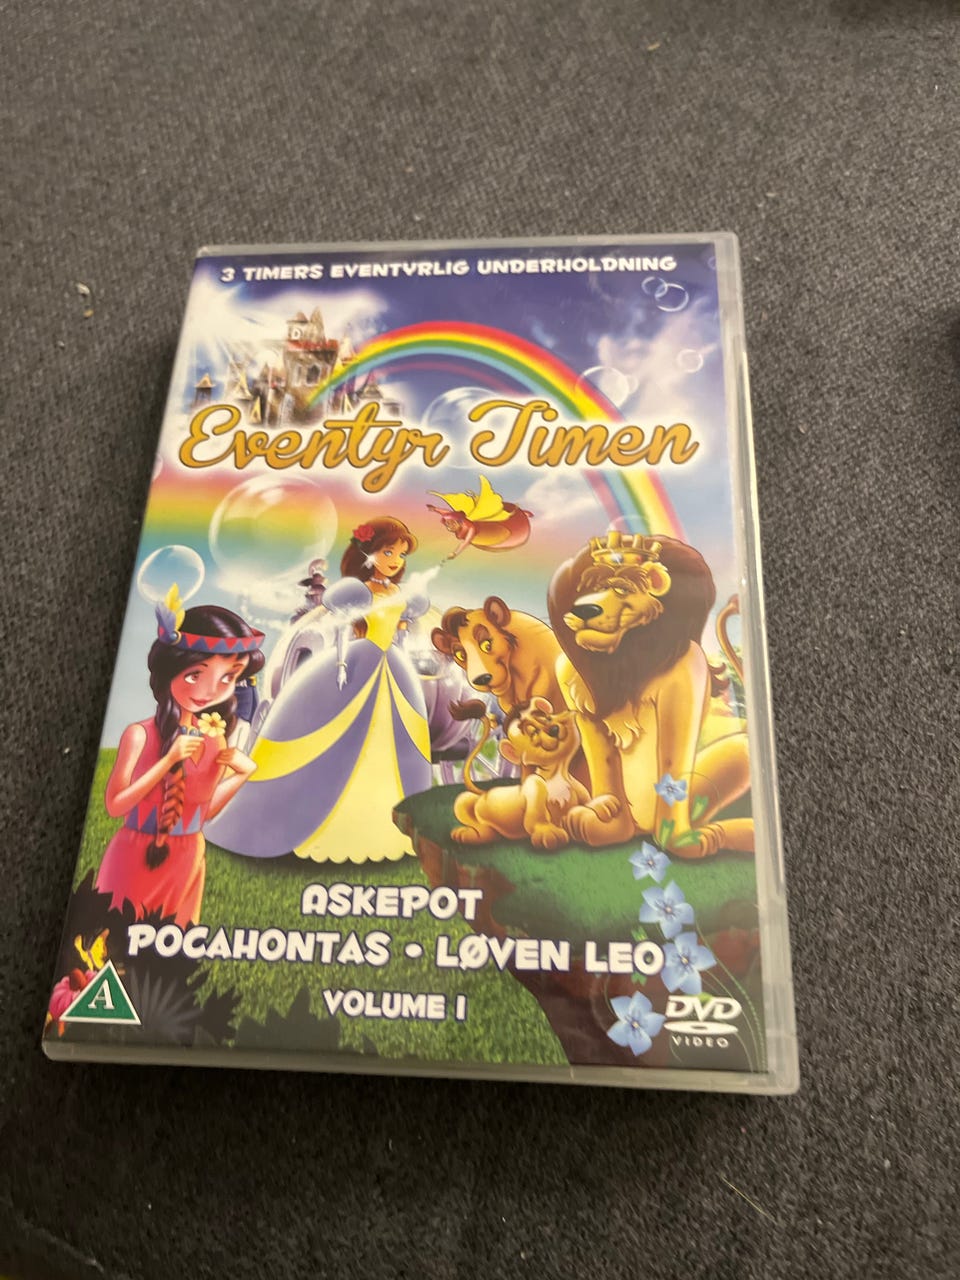 3 TIMERS EVENTYRLIG UNDERHOLDNING
Eventyr Timen
ASKEPOT
POCAHONTAS • LØVEN LEO
VOLUME 1
A
DVD
VIDEO